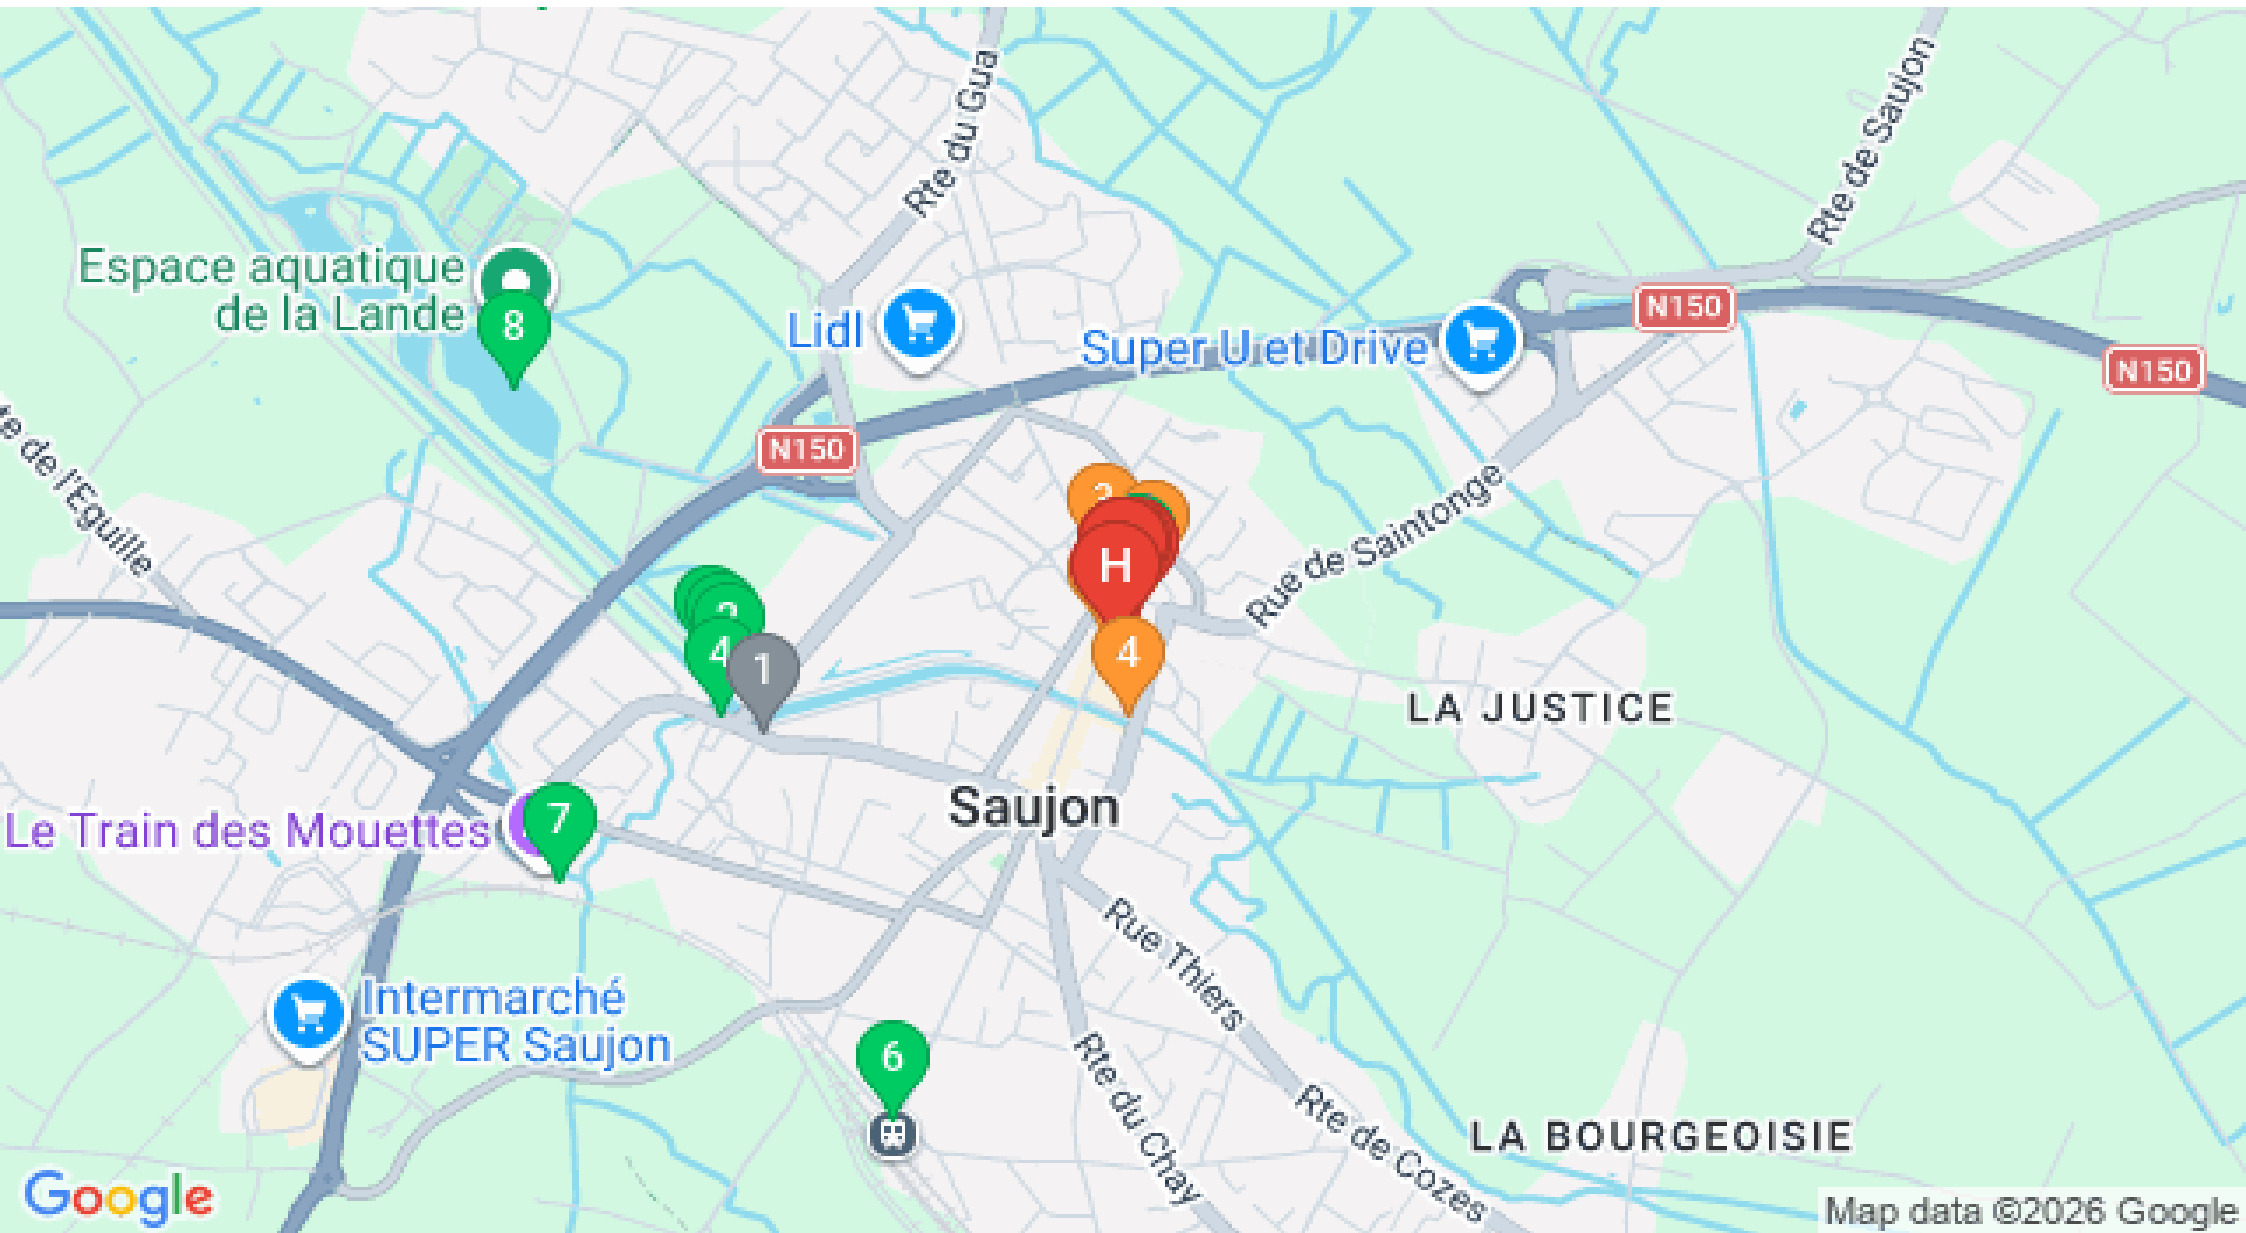 Rte du Gua
Rte de Saujon
Espace aquatique
de la Lande
8
Lidl
Super U et Drive
N150
N150
N150
te de l'Eguille
Rue de Saintonge
H
4
1
4
LA JUSTICE
Saujon
7
Le Train des Mouettes
Rue Thiers
Intermarché
SUPER Saujon
6
Rte du Chay
Rte de Cozes
LA BOURGEOISIE
Google
Map data ©2026 Google